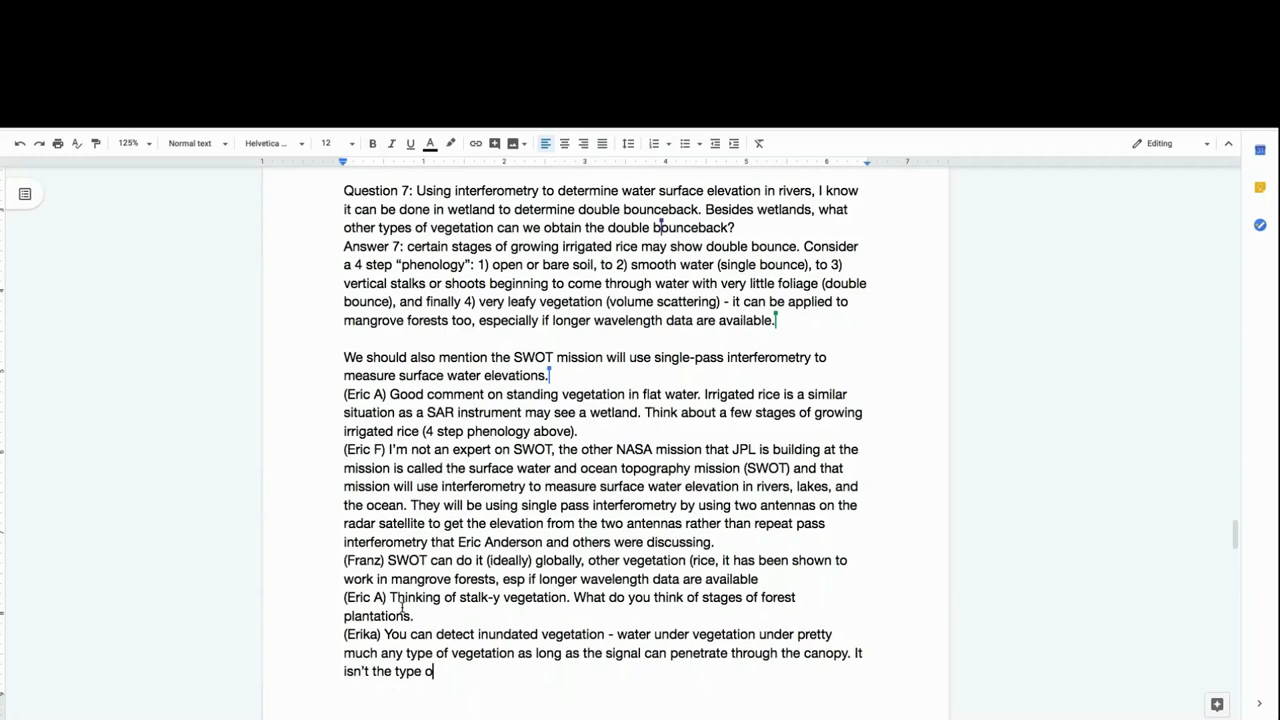 125%
Normal text
Helvetica ...
12
B I U A
Editing
1 1 2 3 4 5 6 7
Question 7: Using interferometry to determine water surface elevation in rivers, I know
it can be done in wetland to determine double bounceback. Besides wetlands, what
other types of vegetation can we obtain the double bounceback?
Answer 7: certain stages of growing irrigated rice may show double bounce. Consider
a 4 step “phenology”: 1) open or bare soil, to 2) smooth water (single bounce), to 3)
vertical stalks or shoots beginning to come through water with very little foliage (double
bounce), and finally 4) very leafy vegetation (volume scattering) - it can be applied to
mangrove forests too, especially if longer wavelength data are available.
We should also mention the SWOT mission will use single-pass interferometry to
measure surface water elevations.
(Eric A) Good comment on standing vegetation in flat water. Irrigated rice is a similar
situation as a SAR instrument may see a wetland. Think about a few stages of growing
irrigated rice (4 step phenology above).
(Eric F) I’m not an expert on SWOT, the other NASA mission that JPL is building at the
mission is called the surface water and ocean topography mission (SWOT) and that
mission will use interferometry to measure surface water elevation in rivers, lakes, and
the ocean. They will be using single pass interferometry by using two antennas on the
radar satellite to get the elevation from the two antennas rather than repeat pass
interferometry that Eric Anderson and others were discussing.
(Franz) SWOT can do it (ideally) globally, other vegetation (rice, it has been shown to
work in mangrove forests, esp if longer wavelength data are available
(Eric A) Thinking of stalk-y vegetation. What do you think of stages of forest
plantations.
(Erika) You can detect inundated vegetation - water under vegetation under pretty
much any type of vegetation as long as the signal can penetrate through the canopy. It
isn’t the type o